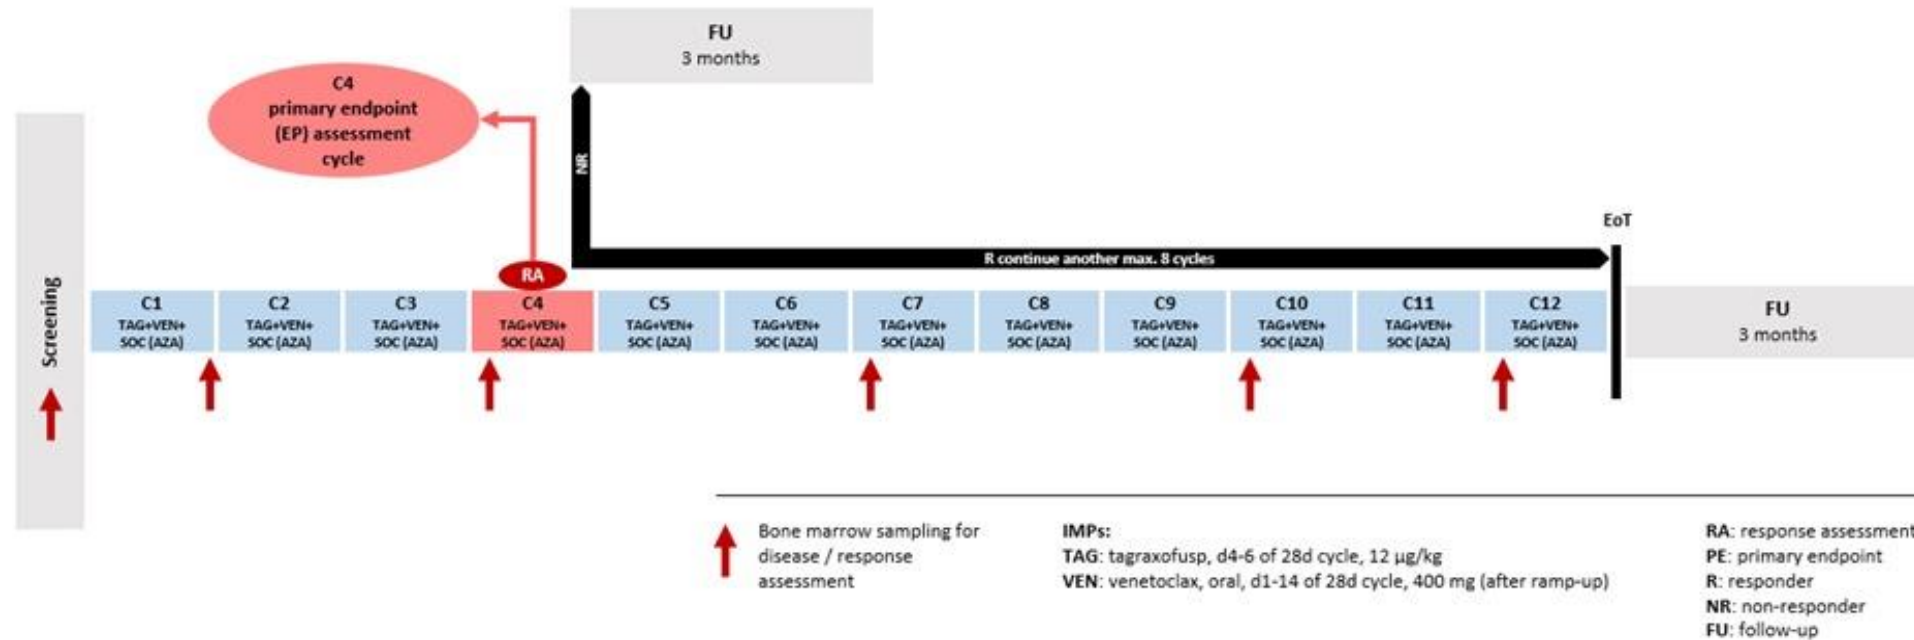 FU
3 months
C4
primary endpoint
(EP) assessment
cycle
NR
EoT
R continue another max. 8 cycles
Screening
RA
C1
TAG+VEN+
SOC (AZA)
C2
TAG+VEN+
SOC (AZA)
C3
TAG+VEN+
SOC (AZA)
C4
TAG+VEN+
SOC (AZA)
C5
TAG+VEN+
SOC (AZA)
C6
TAG+VEN+
SOC (AZA)
C7
TAG+VEN+
SOC (AZA)
C8
TAG+VEN+
SOC (AZA)
C9
TAG+VEN+
SOC (AZA)
C10
TAG+VEN+
SOC (AZA)
C11
TAG+VEN+
SOC (AZA)
C12
TAG+VEN+
SOC (AZA)
FU
3 months
Bone marrow sampling for
disease / response
assessment
IMPs:
TAG: tagraxofusp, d4-6 of 28d cycle, 12 µg/kg
VEN: venetoclax, oral, d1-14 of 28d cycle, 400 mg (after ramp-up)
RA: response assessment
PE: primary endpoint
R: responder
NR: non-responder
FU: follow-up